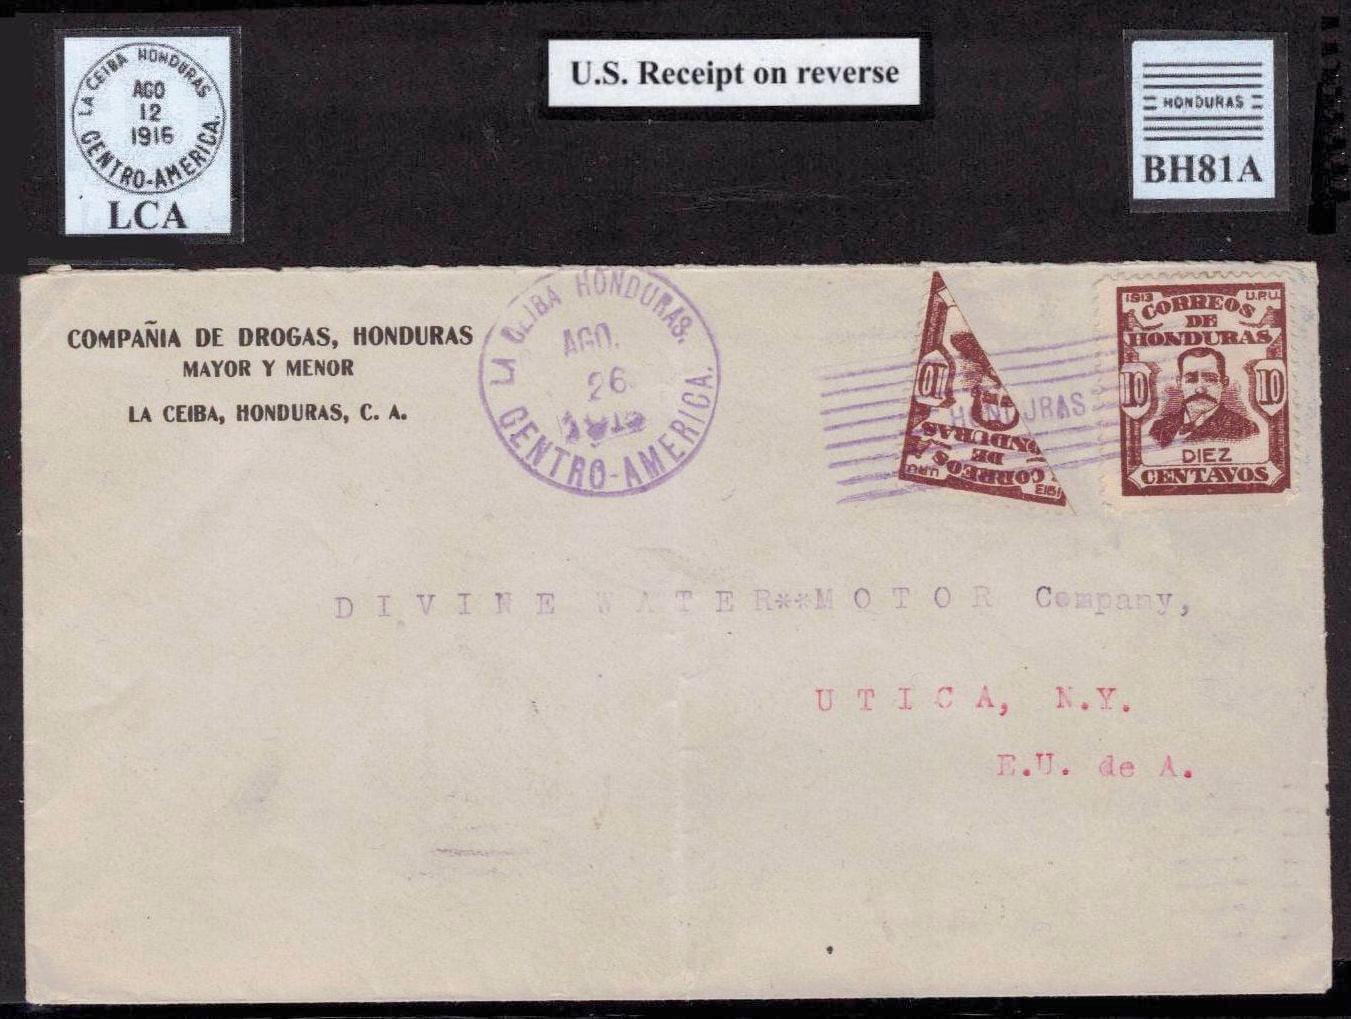 LA CEIBA HONDURAS
AGO
12
1916
CENTRO-AMERICA.
LCA
U.S. Receipt on reverse
HONDURAS
BH81A
COMPAÑIA DE DROGAS, HONDURAS
MAYOR Y MENOR
LA CEIBA, HONDURAS, C. A.
LA CEIBA HONDURAS.
AGO.
26
CENTRO-AMERICA.
10
HONDURAS
DE
CORREOS
U.P.U.
1913
HONDURAS
1913 U.P.U.
CORREOS
DE
HONDURAS
10 10
DIEZ
CENTAVOS
DIVINE WATER**MOTOR Company,
UTICA, N.Y.
E.U. de A.